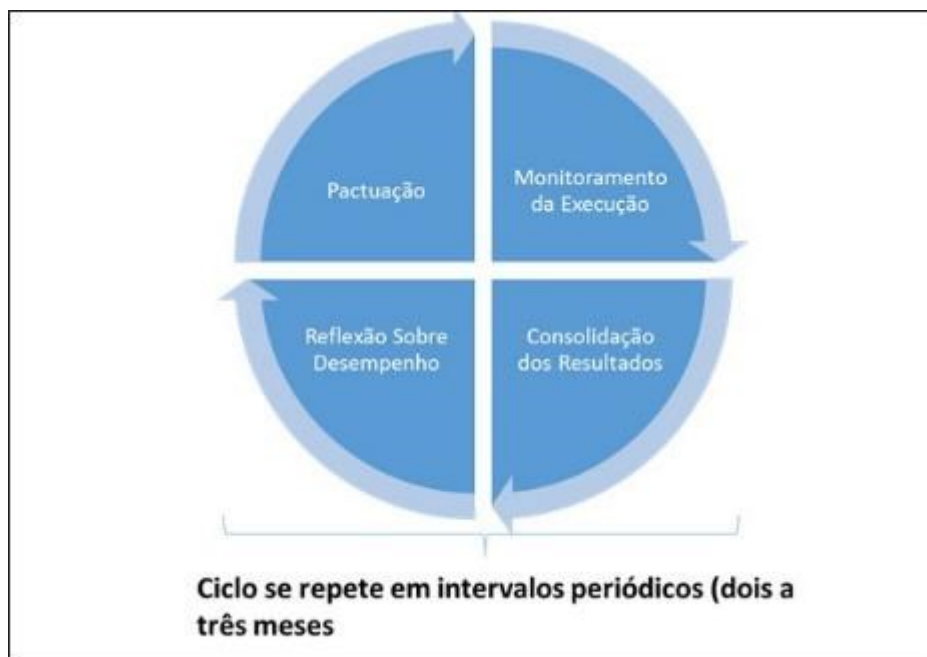 Pactuação
Monitoramento
da Execução
Reflexão Sobre
Desempenho
Consolidação
dos Resultados
Ciclo se repete em intervalos periódicos (dois a
três meses